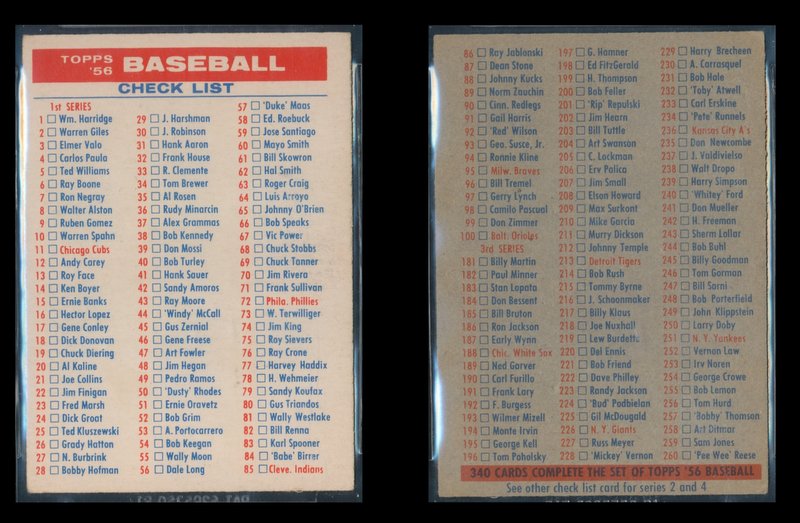 TOPPS '56 BASEBALL
CHECK LIST
1st SERIES
1 Wm. Harridge
2 Warren Giles
3 Elmer Valo
4 Carlos Paula
5 Ted Williams
6 Ray Boone
7 Ron Negray
8 Walter Alston
9 Ruben Gomez
10 Warren Spahn
11 Chicago Cubs
12 Andy Carey
13 Roy Face
14 Ken Boyer
15 Ernie Banks
16 Hector Lopez
17 Gene Conley
18 Dick Donovan
19 Chuck Diering
20 Al Kaline
21 Joe Collins
22 Jim Finigan
23 Fred Marsh
24 Dick Groat
25 Ted Kluszewski
26 Grady Hatton
27 N. Burbrink
28 Bobby Hofman
29 J. Harshman
30 J. Robinson
31 Hank Aaron
32 Frank House
33 R. Clemente
34 Tom Brewer
35 Al Rosen
36 Rudy Minarcin
37 Alex Grammas
38 Bob Kennedy
39 Don Mossi
40 Bob Turley
41 Hank Sauer
42 Sandy Amoros
43 Ray Moore
44 'Windy' McCall
45 Gus Zernial
46 Gene Freese
47 Art Fowler
48 Jim Hegan
49 Pedro Ramos
50 'Dusty' Rhodes
51 Ernie Oravetz
52 Bob Grim
53 A. Portocarrero
54 Bob Keegan
55 Wally Moon
56 Dale Long
57 'Duke' Maas
58 Ed. Roebuck
59 Jose Santiago
60 Mayo Smith
61 Bill Skowron
62 Hal Smith
63 Roger Craig
64 Luis Arroyo
65 Johnny O'Brien
66 Bob Speaks
67 Vic Power
68 Chuck Stobbs
69 Chuck Tanner
70 Jim Rivera
71 Frank Sullivan
72 Phila. Phillies
73 W. Terwilliger
74 Jim King
75 Roy Sievers
76 Ray Crone
77 Harvey Haddix
78 H. Wehmeier
79 Sandy Koufax
80 Gus Triandos
81 Wally Westlake
82 Bill Renna
83 Karl Spooner
84 'Babe' Birrer
85 Cleve. Indians
86 Ray Jablonski
87 Dean Stone
88 Johnny Kucks
89 Norm Zauchin
90 Cinn. Redlegs
91 Gail Harris
92 'Red' Wilson
93 Geo. Susce, Jr.
94 Ronnie Kline
95 Milw. Braves
96 Bill Tremel
97 Gerry Lynch
98 Camilo Pascual
99 Don Zimmer
100 Balt. Orioles
3rd SERIES
181 Billy Martin
182 Paul Minner
183 Stan Lopata
184 Don Bessent
185 Bill Bruton
186 Ron Jackson
187 Early Wynn
188 Chic. White Sox
189 Ned Garver
190 Carl Furillo
191 Frank Lary
192 F. Burgess
193 Wilmer Mizell
194 Monte Irvin
195 George Kell
196 Tom Poholsky
197 G. Hamner
198 Ed FitzGerald
199 H. Thompson
200 Bob Feller
201 'Rip' Repulski
202 Jim Hearn
203 Bill Tuttle
204 Art Swanson
205 C. Lockman
206 Erv Palica
207 Jim Small
208 Elson Howard
209 Max Surkont
210 Mike Garcia
211 Murry Dickson
212 Johnny Temple
213 Detroit Tigers
214 Bob Rush
215 Tommy Byrne
216 J. Schoonmaker
217 Billy Klaus
218 Joe Nuxhall
219 Lew Burdette
220 Del Ennis
221 Bob Friend
222 Dave Philley
223 Randy Jackson
224 'Bud' Podbielan
225 Gil McDougald
226 N. Y. Giants
227 Russ Meyer
228 'Mickey' Vernon
229 Harry Brecheen
230 A. Carrasquel
231 Bob Hale
232 'Toby' Atwell
233 Carl Erskine
234 'Pete' Runnels
236 Kansas City A's
235 Don Newcombe
237 J. Valdivielso
238 Walt Dropo
239 Harry Simpson
240 'Whitey' Ford
241 Don Mueller
242 H. Freeman
243 Sherm Lollar
244 Bob Buhl
245 Billy Goodman
246 Tom Gorman
247 Bill Sarni
248 Bob Porterfield
249 John Klippstein
250 Larry Doby
251 N. Y. Yankees
252 Vernon Law
253 Irv Noren
254 George Crowe
255 Bob Lemon
256 Tom Hurd
257 'Bobby' Thomson
258 Art Ditmar
259 Sam Jones
260 'Pee Wee' Reese
340 CARDS COMPLETE THE SET OF TOPPS '56 BASEBALL
See other check list card for series 2 and 4